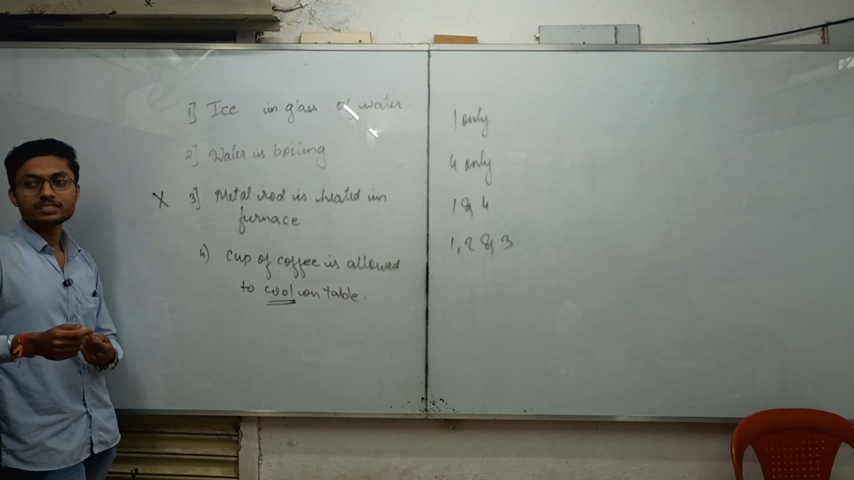 1] Ice in glass of water
2] Water is boiling
X 3] Metal rod is heated in
furnace
4) cup of coffee is allowed
to cool on table.
1 only
4 only
1 & 4
1, 2 & 3